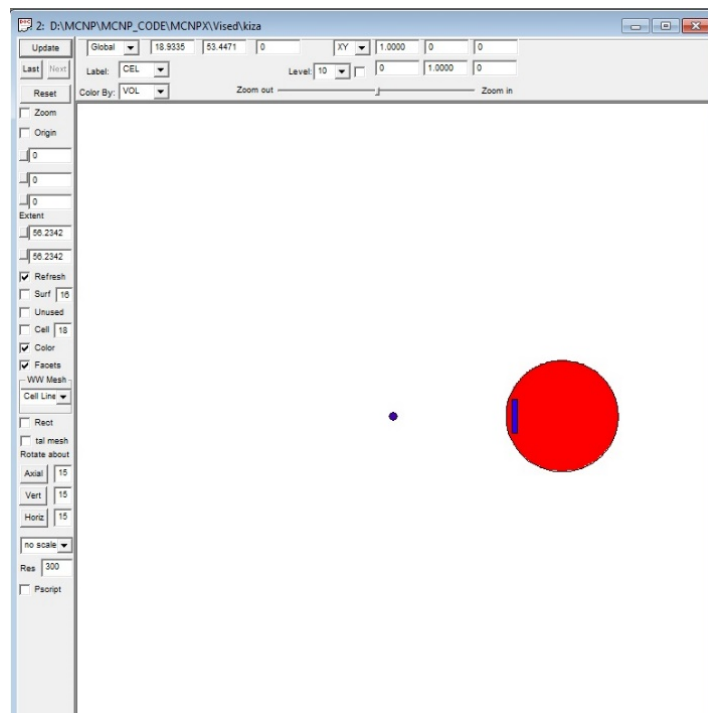 2: D:\MCNP\MCNP_CODE\MCNPX\Vised\kiza
Update Global 18.9335 53.4471 0 XY 1.0000 0 0
Last Next Label: CEL Level: 10 0 1.0000 0
Reset Color By: VOL Zoom out Zoom in
Zoom
Origin
0
0
0
Extent
56.2342
56.2342
Refresh
Surf 16
Unused
Cell 18
Color
Facets
WW Mesh
Cell Line
Rect
tal mesh
Rotate about
Axial 15
Vert 15
Horiz 15
no scale
Res 300
Pscript